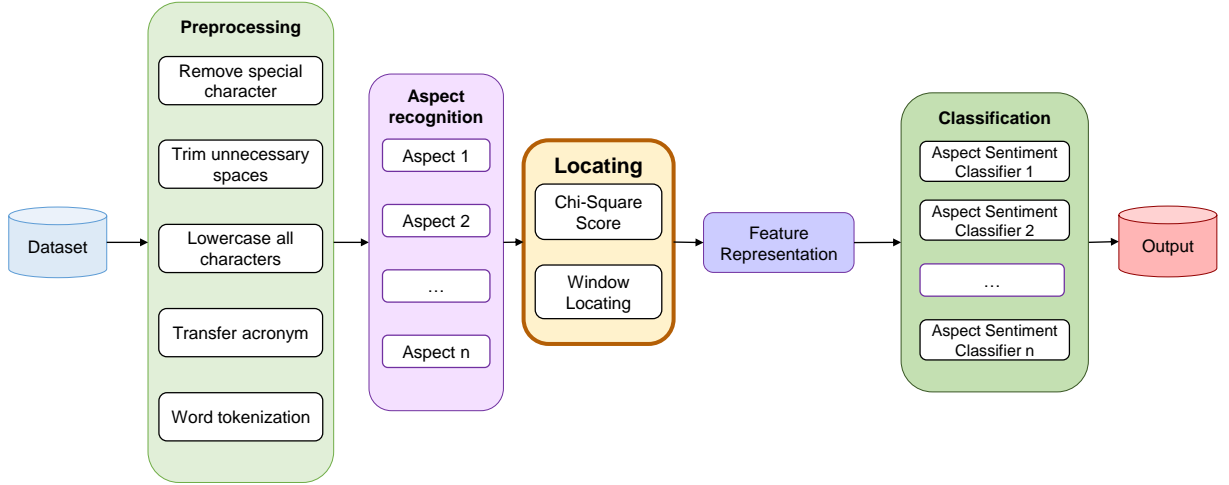 Dataset
Preprocessing
Remove special
character
Trim unnecessary
spaces
Lowercase all
characters
Transfer acronym
Word tokenization
Aspect
recognition
Aspect 1
Aspect 2
…
Aspect n
Locating
Chi-Square
Score
Window
Locating
Feature
Representation
Classification
Aspect Sentiment
Classifier 1
Aspect Sentiment
Classifier 2
…
Aspect Sentiment
Classifier n
Output